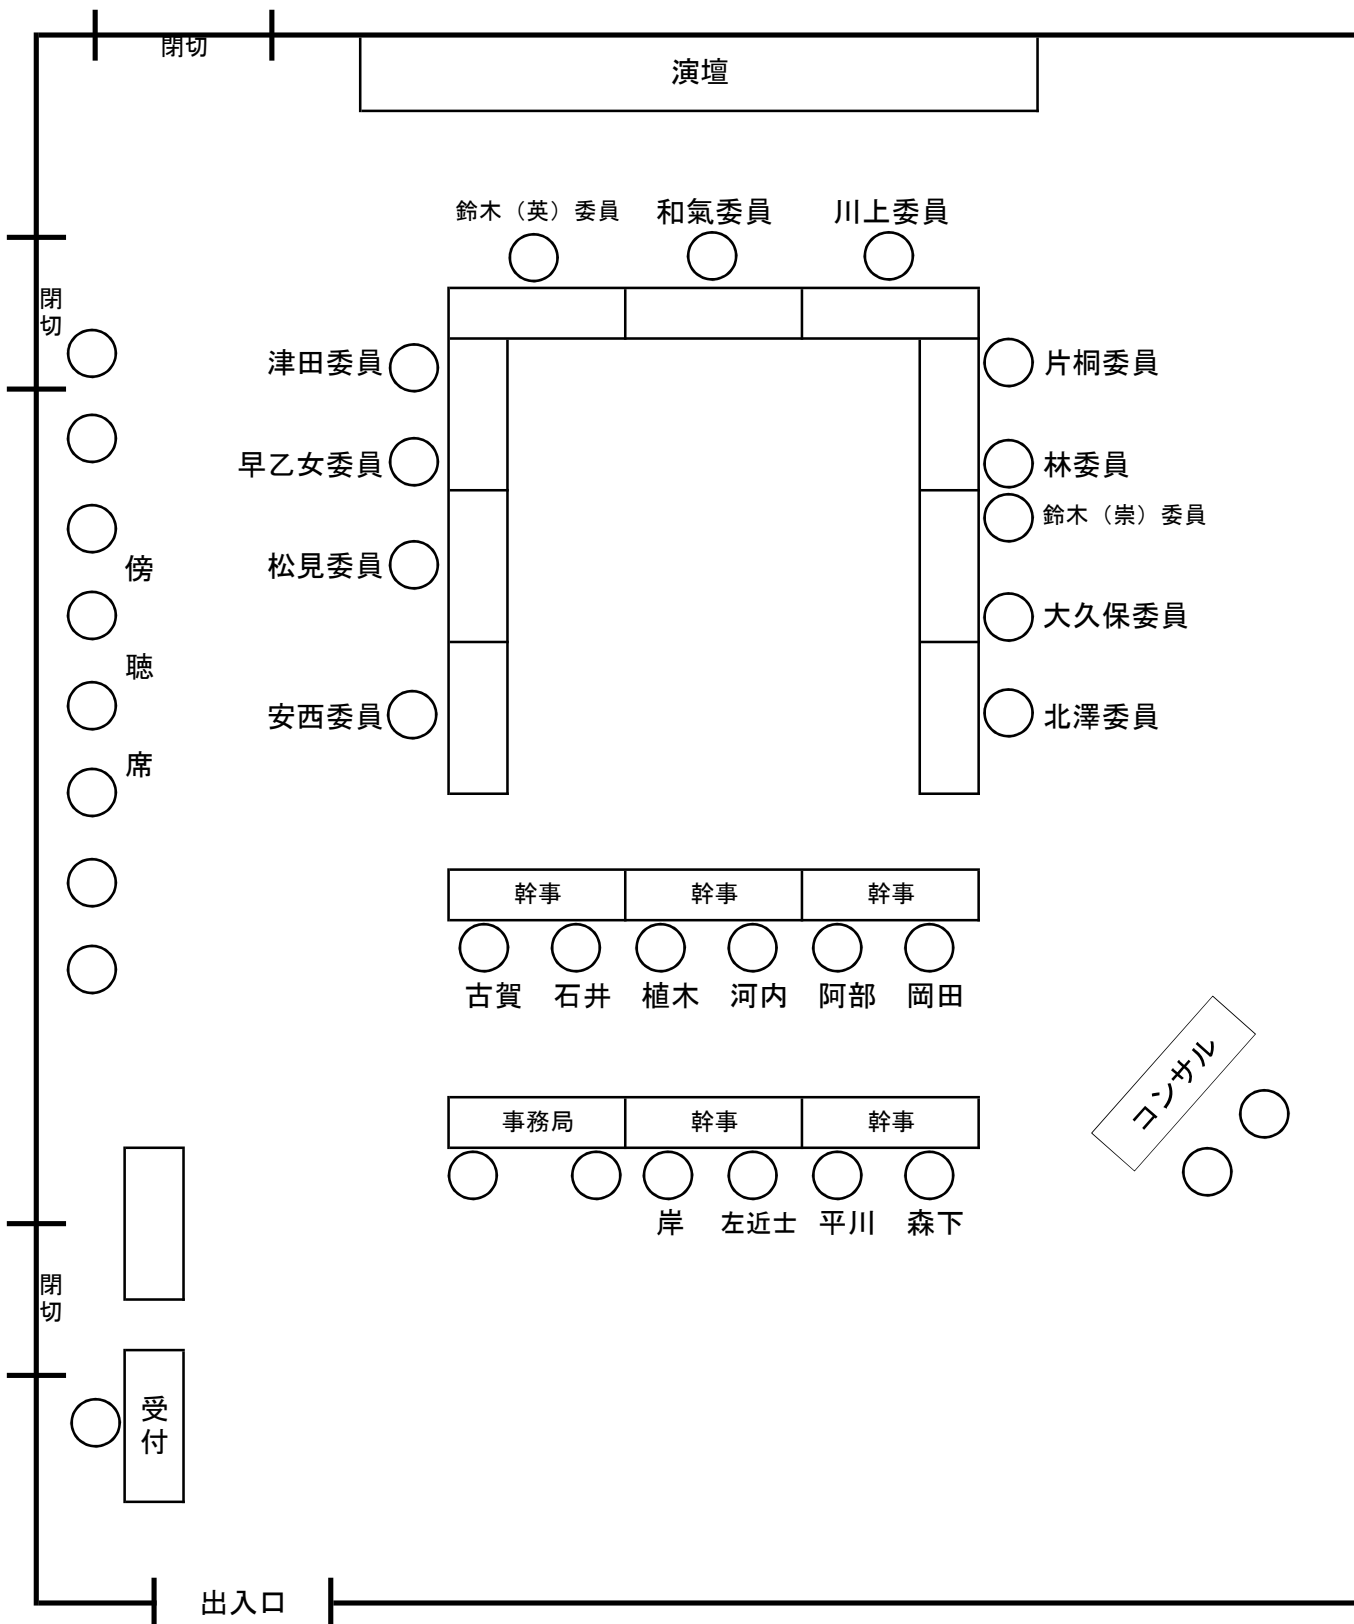 閉切
演壇
鈴木（英）委員
和氣委員
川上委員
閉切
津田委員
片桐委員
早乙女委員
林委員
鈴木（崇）委員
松見委員
大久保委員
傍聴席
安西委員
北澤委員
幹事
幹事
幹事
古賀
石井
植木
河内
阿部
岡田
コンサル
事務局
幹事
幹事
岸
左近士
平川
森下
閉切
受付
出入口